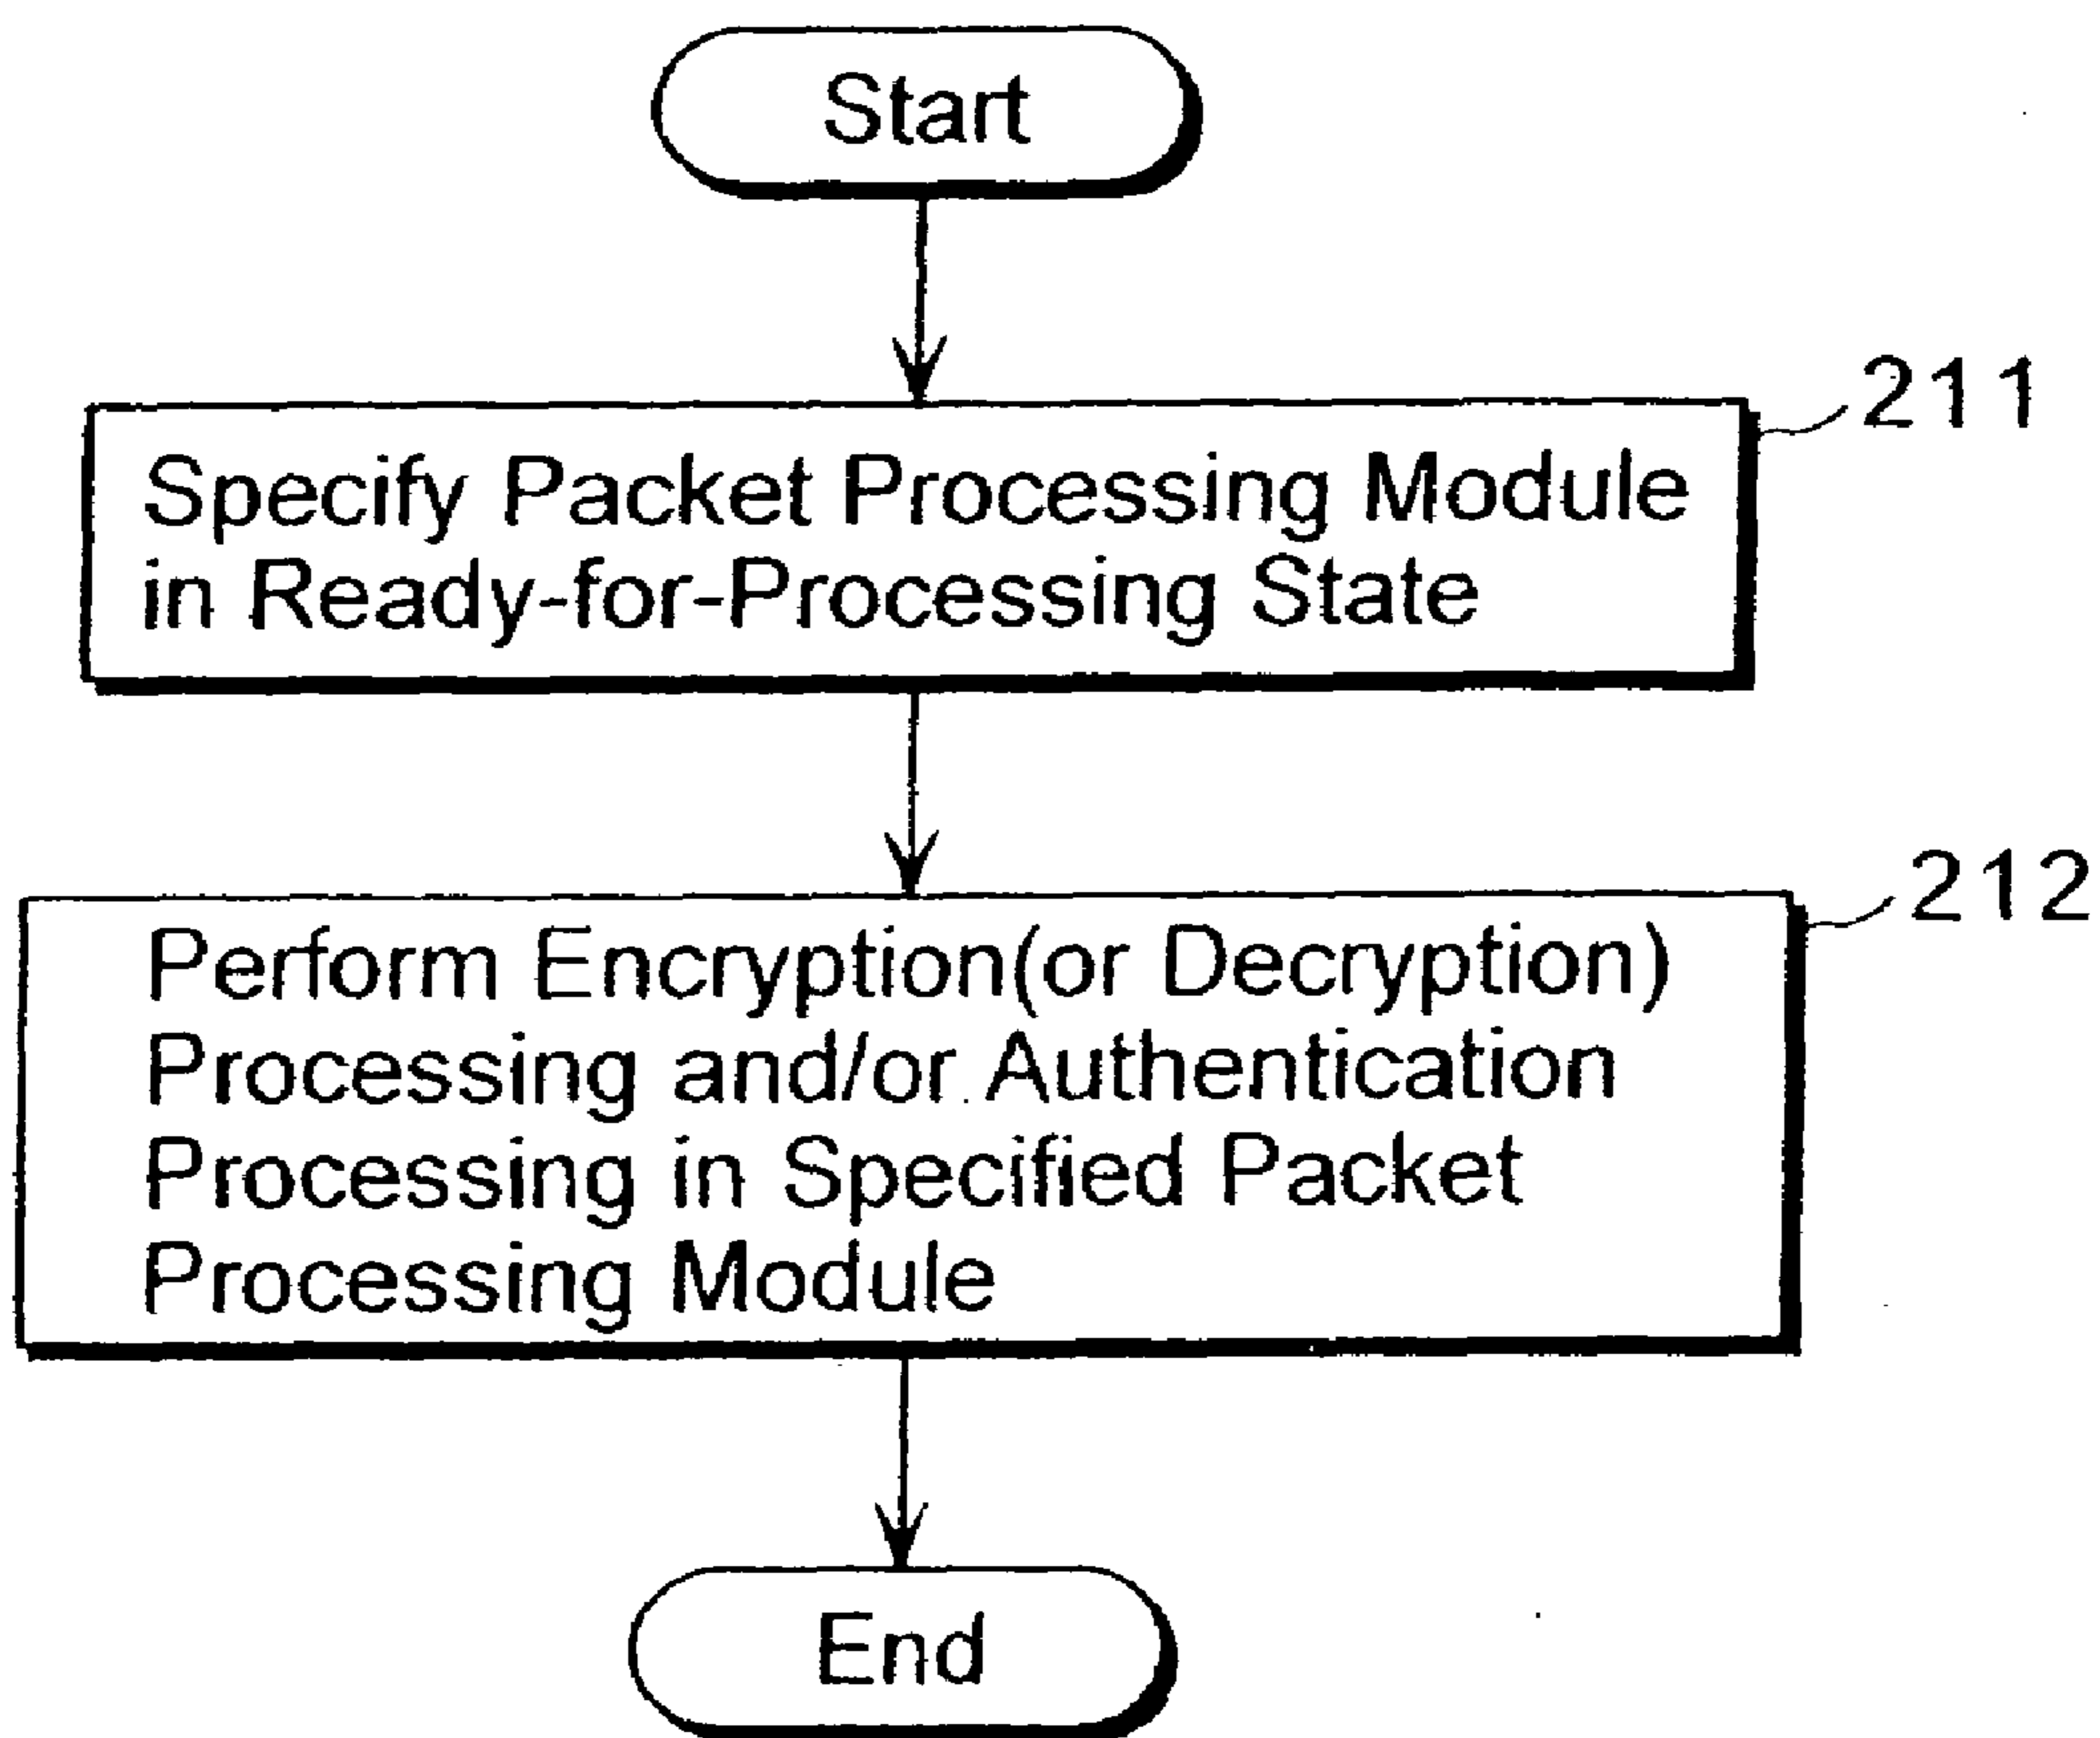 Start
211
Specify Packet Processing Module
in Ready-for-Processing State
212
Perform Encryption(or Decryption)
Processing and/or Authentication
Processing in Specified Packet
Processing Module
End